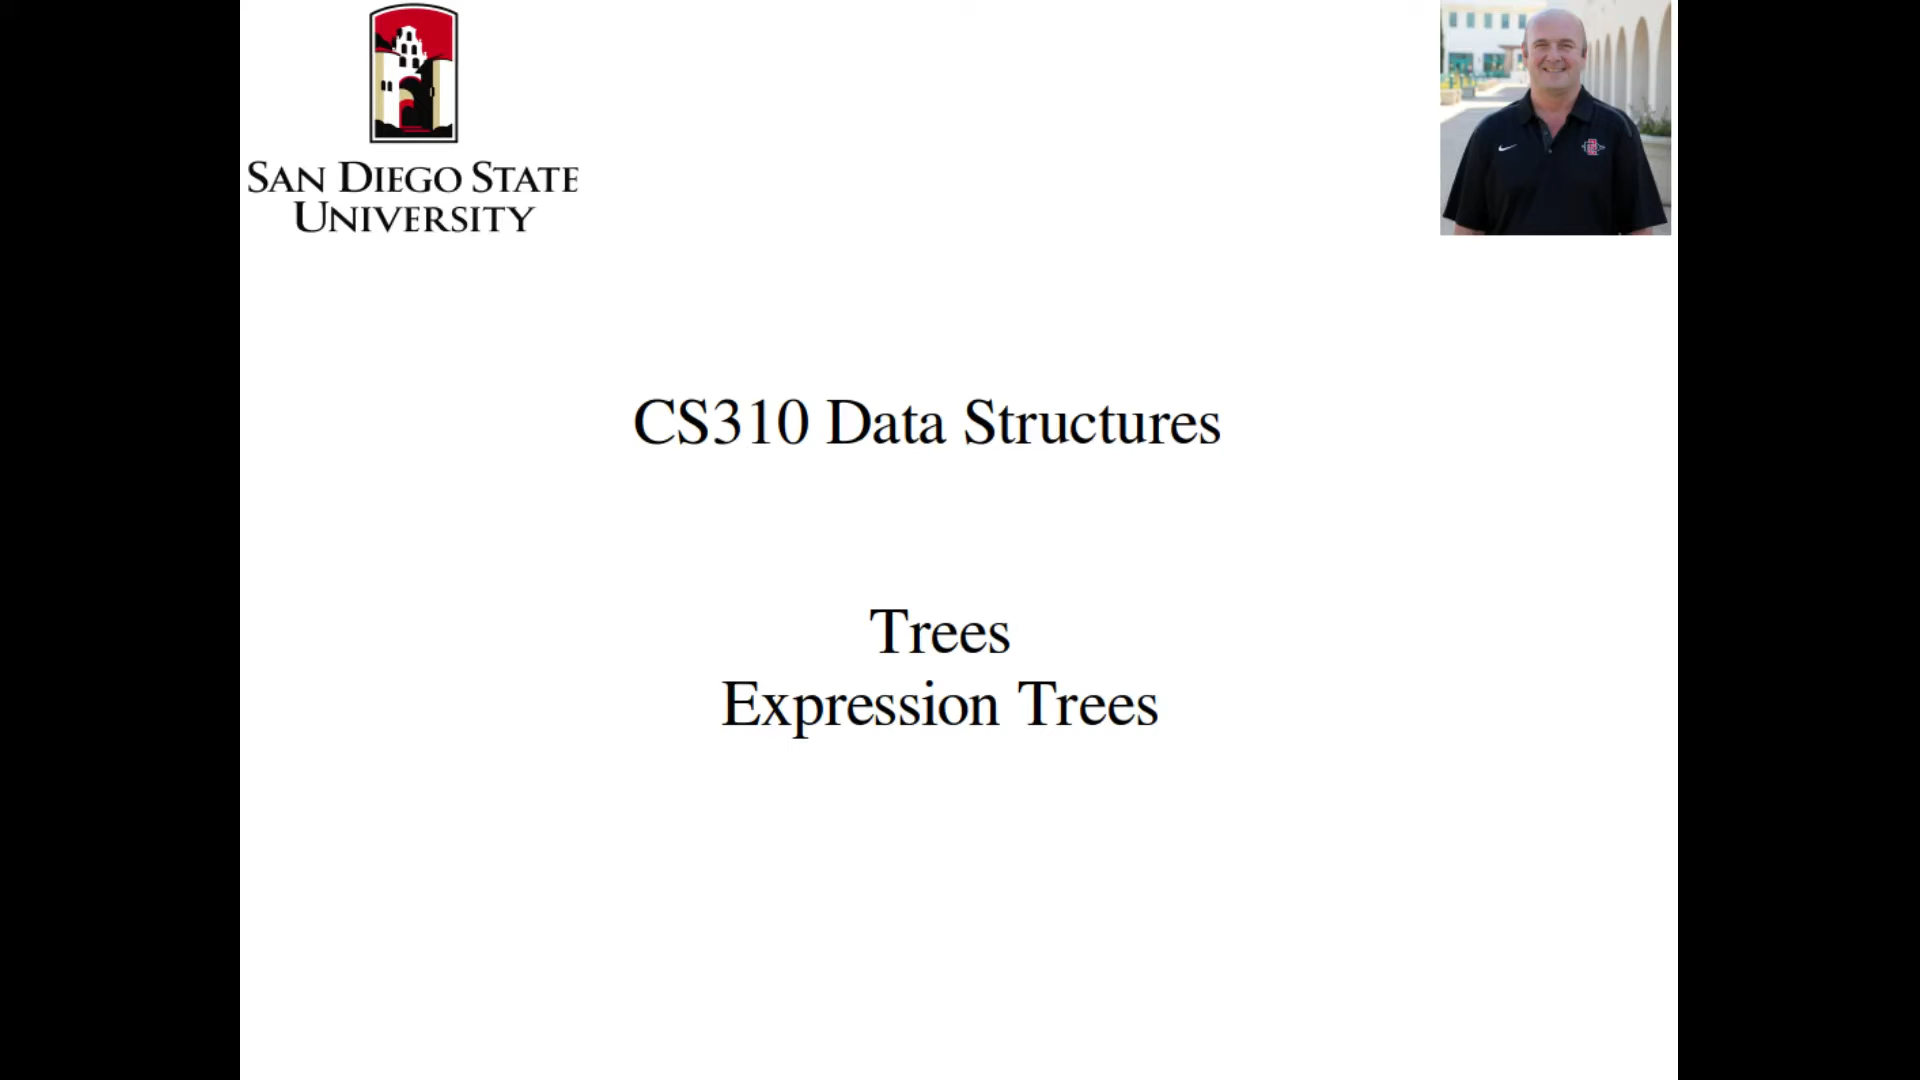 SAN DIEGO STATE
UNIVERSITY
CS310 Data Structures
Trees
Expression Trees